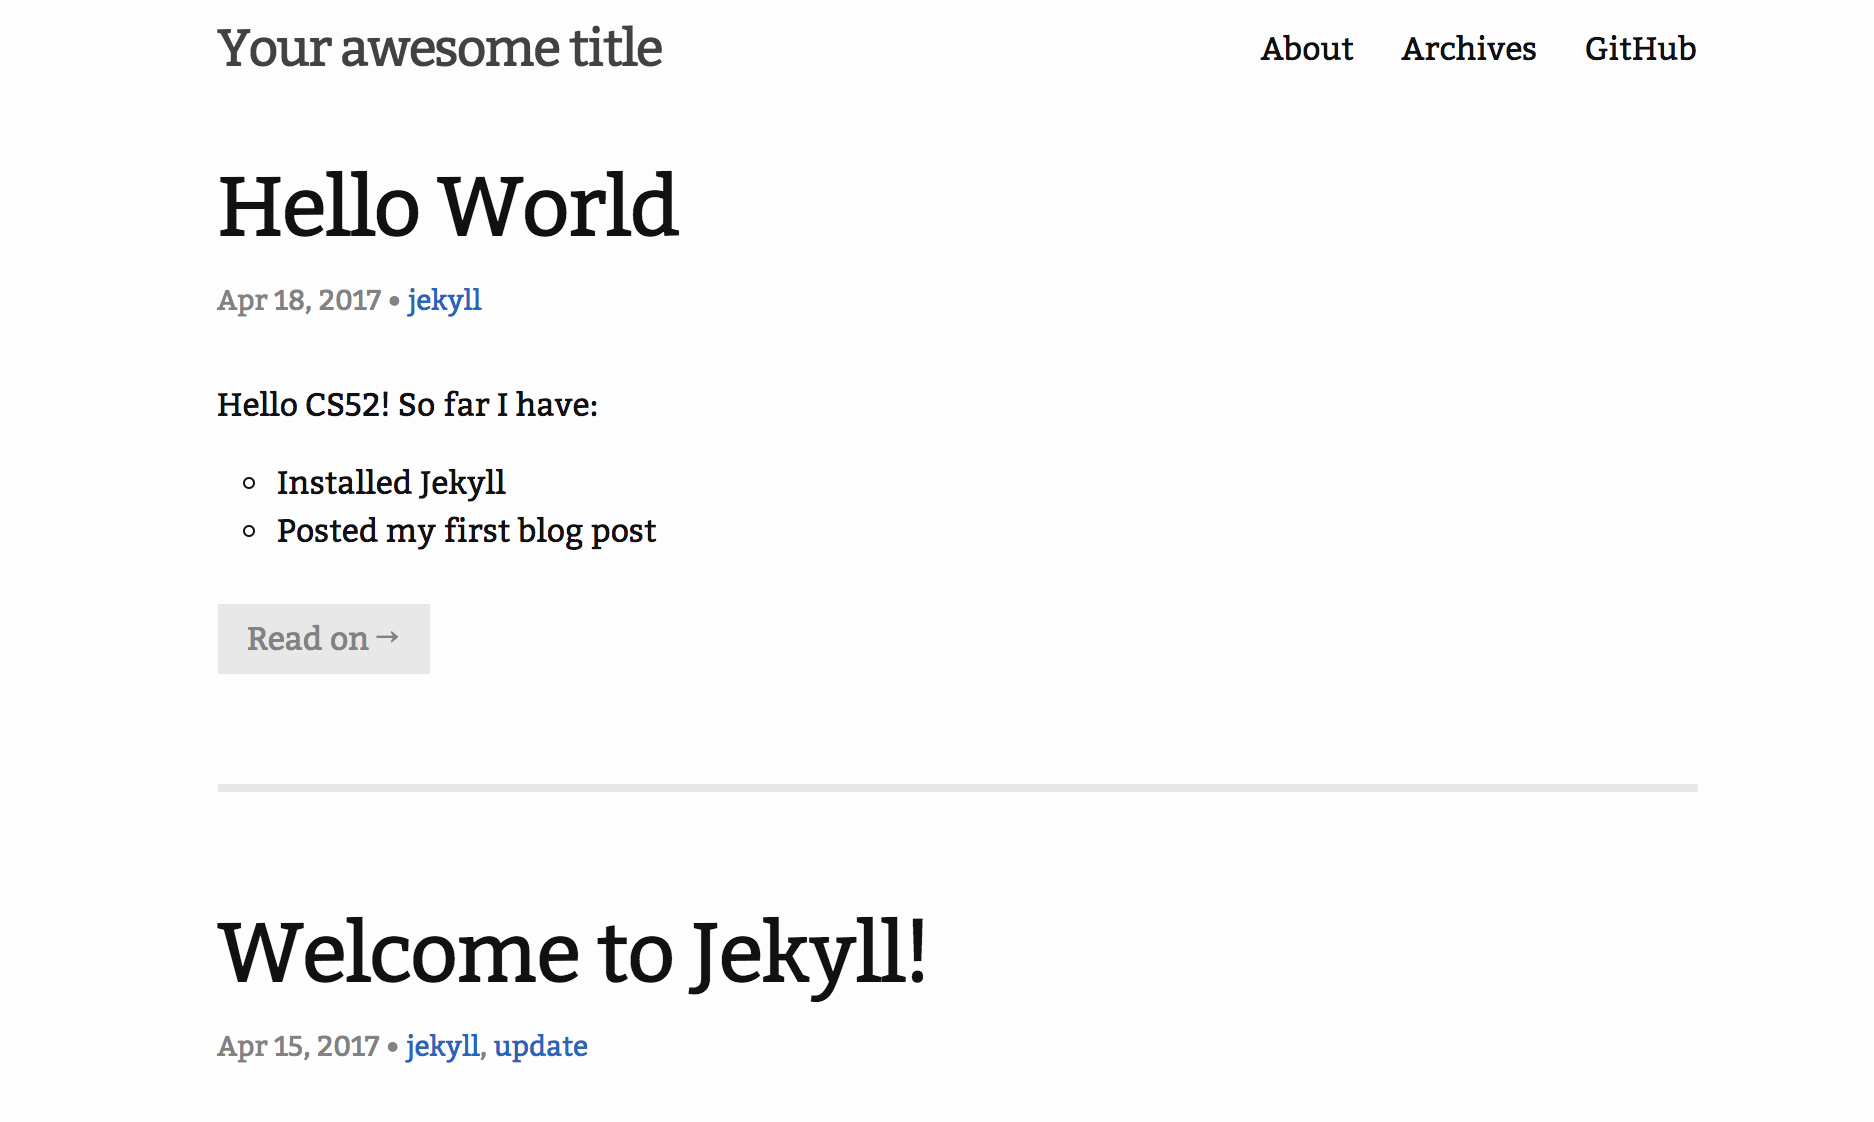 Your awesome title About Archives GitHub
Hello World
Apr 18, 2017 • jekyll
Hello CS52! So far I have:
Installed Jekyll
Posted my first blog post
Read on →
Welcome to Jekyll!
Apr 15, 2017 • jekyll, update